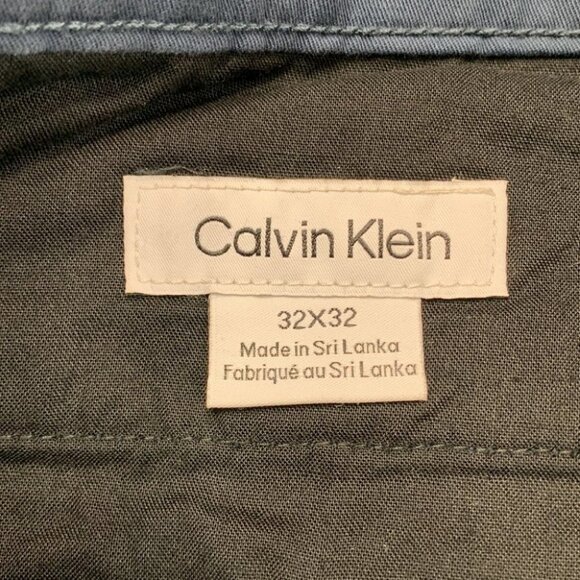 Calvin Klein
32X32
Made in Sri Lanka
Fabriqué au Sri Lanka